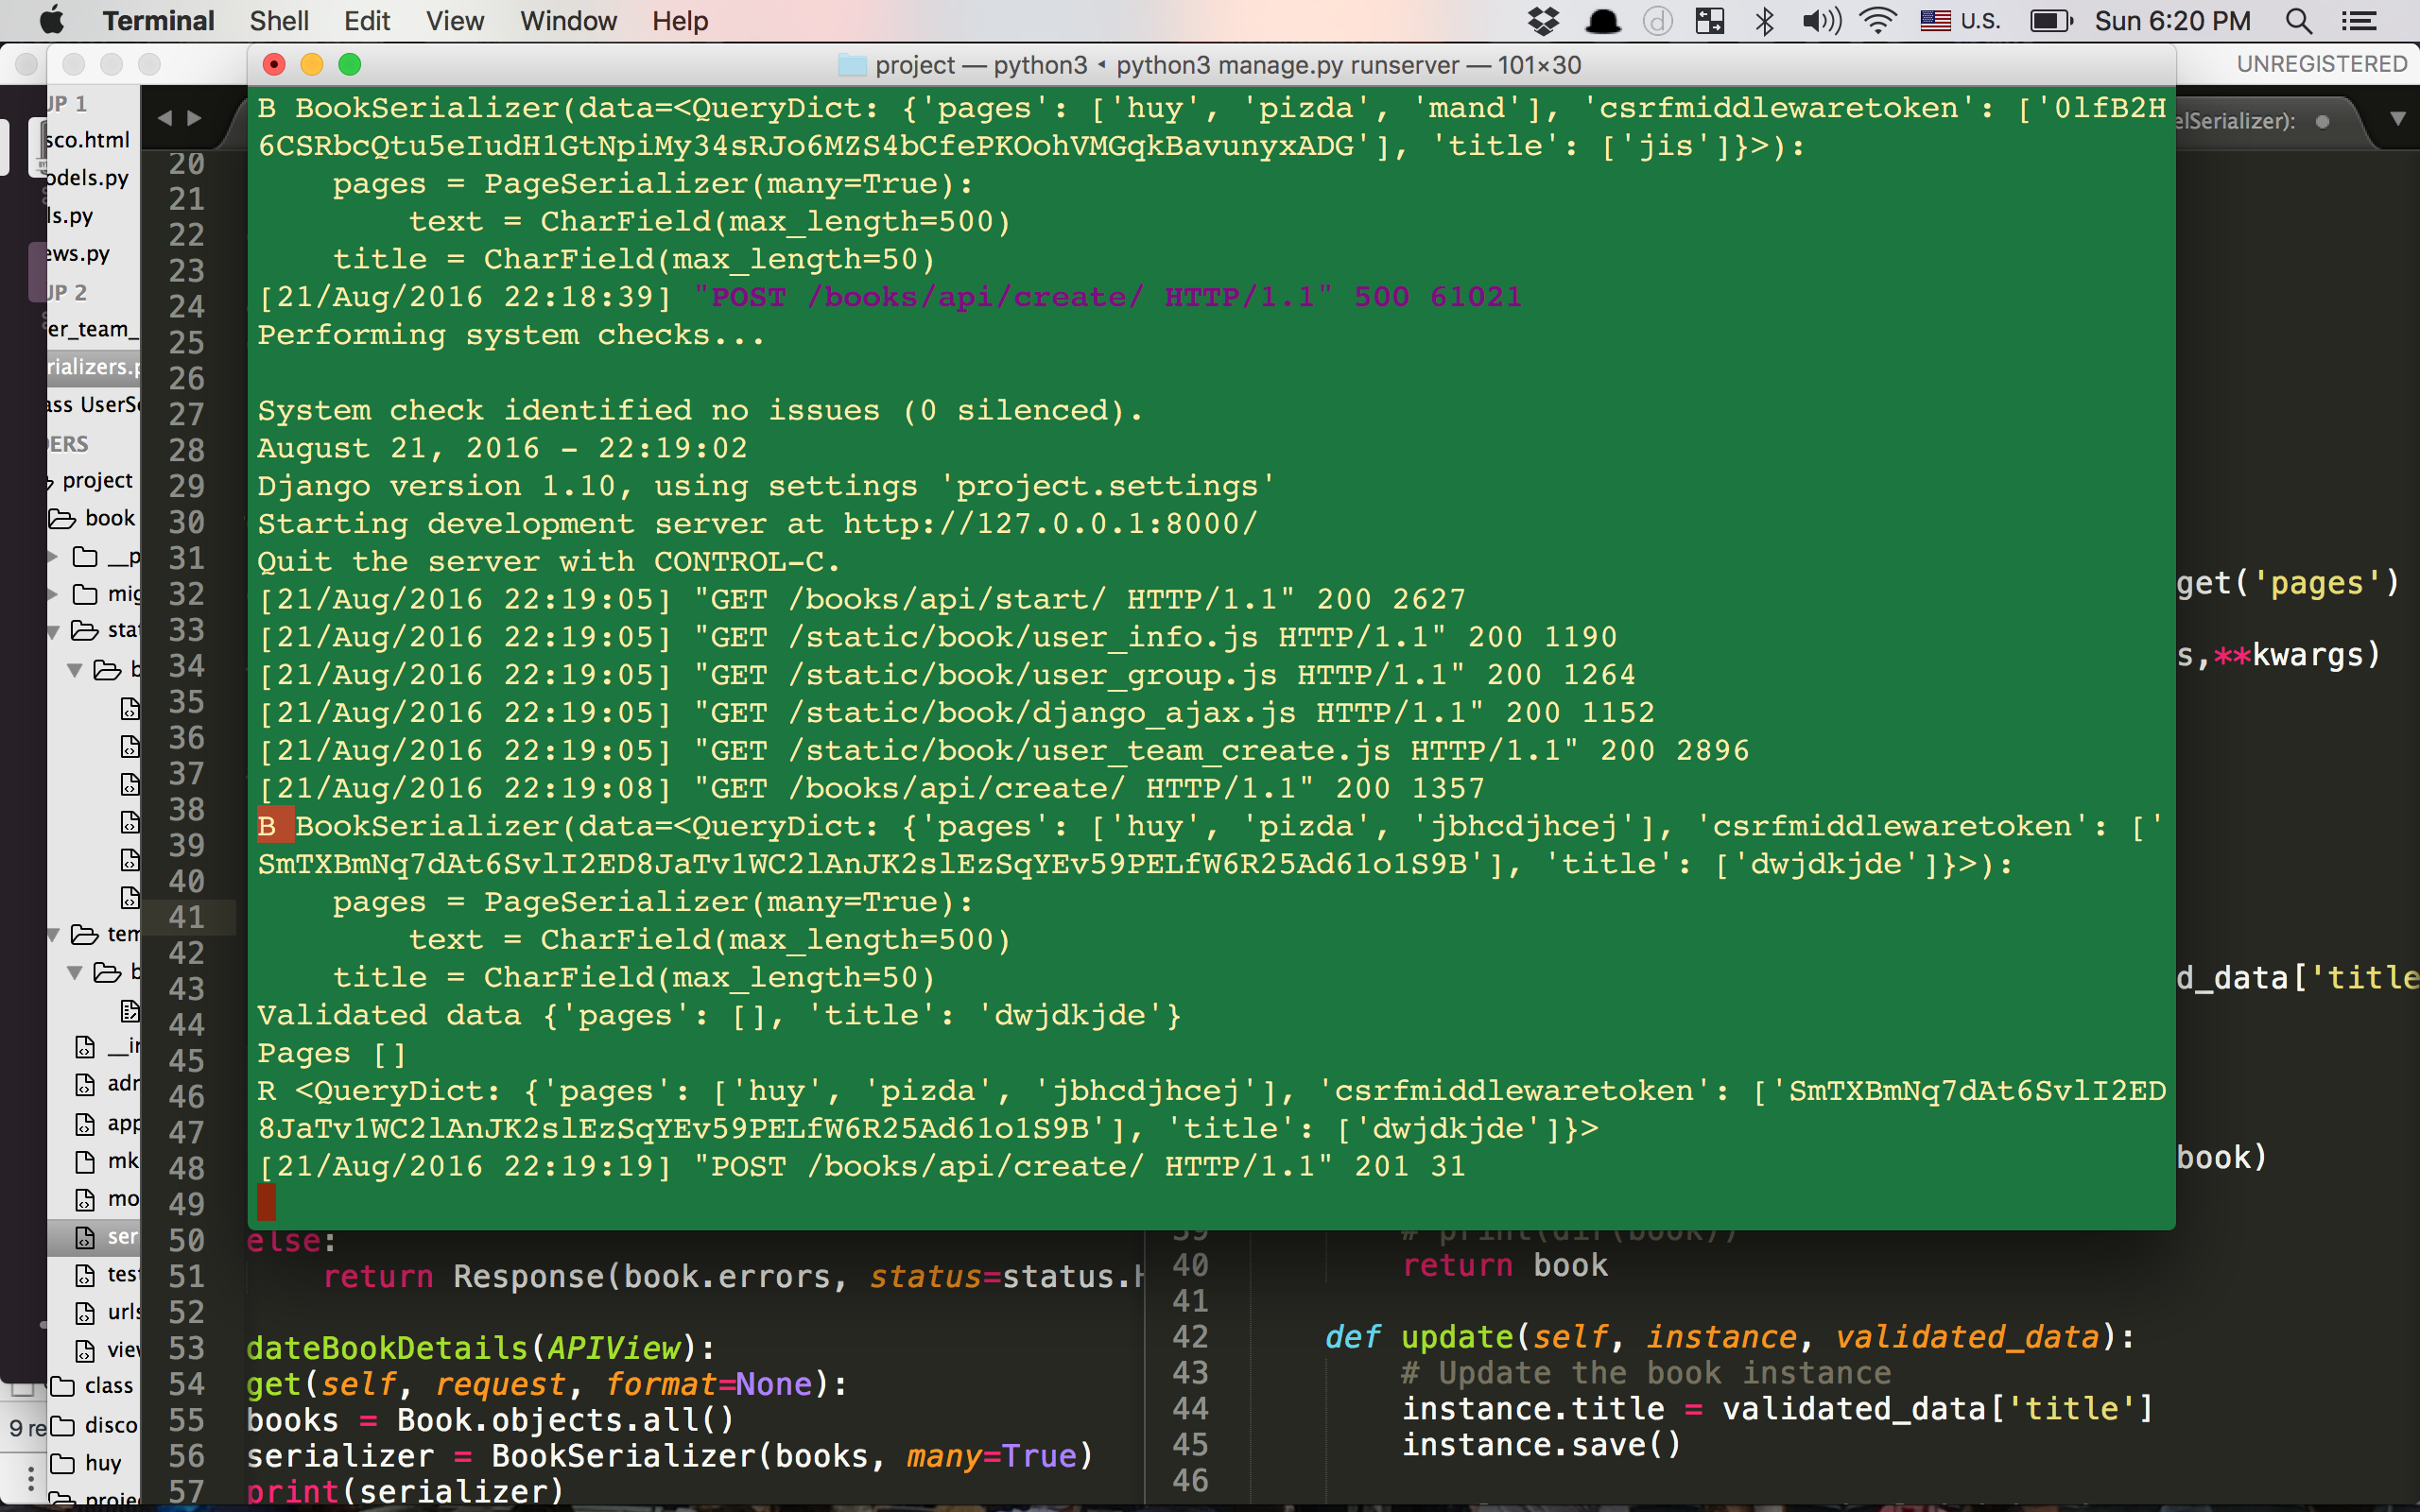 Terminal Shell Edit View Window Help U.S. Sun 6:20 PM
project — python3 ◂ python3 manage.py runserver — 101×30
UNREGISTERED
B BookSerializer(data=<QueryDict: {'pages': ['huy', 'pizda', 'mand'], 'csrfmiddlewaretoken': ['0lfB2H
6CSRbcQtu5eIudH1GtNpiMy34sRJo6MZS4bCfePKOohVMGqkBavunyxADG'], 'title': ['jis']}>):
    pages = PageSerializer(many=True):
        text = CharField(max_length=500)
    title = CharField(max_length=50)
[21/Aug/2016 22:18:39] "POST /books/api/create/ HTTP/1.1" 500 61021
Performing system checks...
System check identified no issues (0 silenced).
August 21, 2016 - 22:19:02
Django version 1.10, using settings 'project.settings'
Starting development server at http://127.0.0.1:8000/
Quit the server with CONTROL-C.
[21/Aug/2016 22:19:05] "GET /books/api/start/ HTTP/1.1" 200 2627
[21/Aug/2016 22:19:05] "GET /static/book/user_info.js HTTP/1.1" 200 1190
[21/Aug/2016 22:19:05] "GET /static/book/user_group.js HTTP/1.1" 200 1264
[21/Aug/2016 22:19:05] "GET /static/book/django_ajax.js HTTP/1.1" 200 1152
[21/Aug/2016 22:19:05] "GET /static/book/user_team_create.js HTTP/1.1" 200 2896
[21/Aug/2016 22:19:08] "GET /books/api/create/ HTTP/1.1" 200 1357
B BookSerializer(data=<QueryDict: {'pages': ['huy', 'pizda', 'jbhcdjhcej'], 'csrfmiddlewaretoken': ['
SmTXBmNq7dAt6SvlI2ED8JaTv1WC2lAnJK2slEzSqYEv59PELfW6R25Ad61o1S9B'], 'title': ['dwjdkjde']}>):
    pages = PageSerializer(many=True):
        text = CharField(max_length=500)
    title = CharField(max_length=50)
Validated data {'pages': [], 'title': 'dwjdkjde'}
Pages []
R <QueryDict: {'pages': ['huy', 'pizda', 'jbhcdjhcej'], 'csrfmiddlewaretoken': ['SmTXBmNq7dAt6SvlI2ED
8JaTv1WC2lAnJK2slEzSqYEv59PELfW6R25Ad61o1S9B'], 'title': ['dwjdkjde']}>
[21/Aug/2016 22:19:19] "POST /books/api/create/ HTTP/1.1" 201 31
UP 1
sco.html
odels.py
ls.py
ews.py
UP 2
er_team_
rializers.p
ass UserSe
DERS
project
book
__p
mig
stat
b
tem
b
__in
adr
app
mk
mo
ser
test
urls
view
class
disco
huy
projec
9 re
20
21
22
23
24
25
26
27
28
29
30
31
32
33
34
35
36
37
38
39
40
41
42
43
44
45
46
47
48
49
50 else:
51 return Response(book.errors, status=status.H
52
53 dateBookDetails(APIView):
54 get(self, request, format=None):
55 books = Book.objects.all()
56 serializer = BookSerializer(books, many=True)
57 print(serializer)
elSerializer):
get('pages')
s,**kwargs)
d_data['title
book)
39 # print(dir(book))
40 return book
41
42 def update(self, instance, validated_data):
43 # Update the book instance
44 instance.title = validated_data['title']
45 instance.save()
46